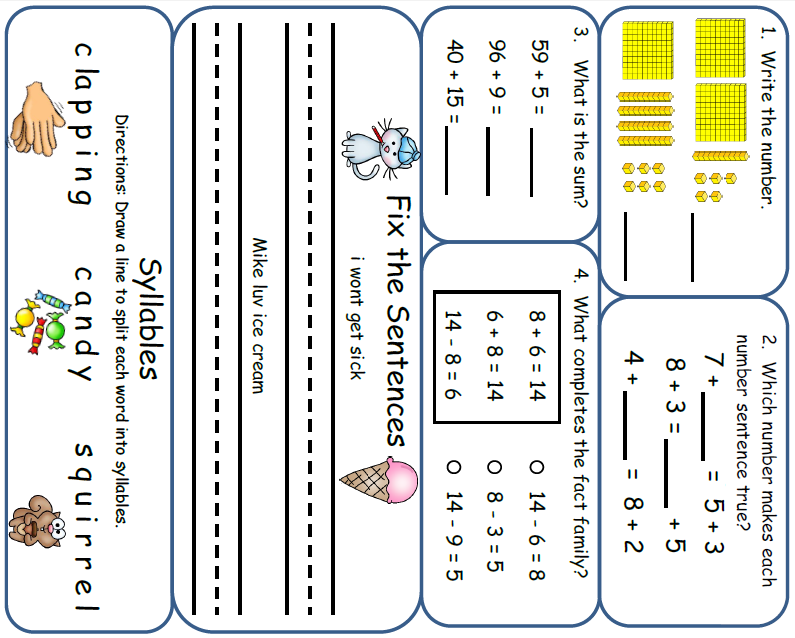 1. Write the number.
2. Which number makes each
number sentence true?
7 + ____ = 5 + 3
8 + 3 = ____ + 5
4 + ____ = 8 + 2
3. What is the sum?
59 + 5 = ____
96 + 9 = ____
40 + 15 = ____
4. What completes the fact family?
8 + 6 = 14
6 + 8 = 14
14 - 8 = 6
14 - 6 = 8
8 - 3 = 5
14 - 9 = 5
Fix the Sentences
i wont get sick
Mike luv ice cream
Syllables
Directions: Draw a line to split each word into syllables.
clapping candy squirrel